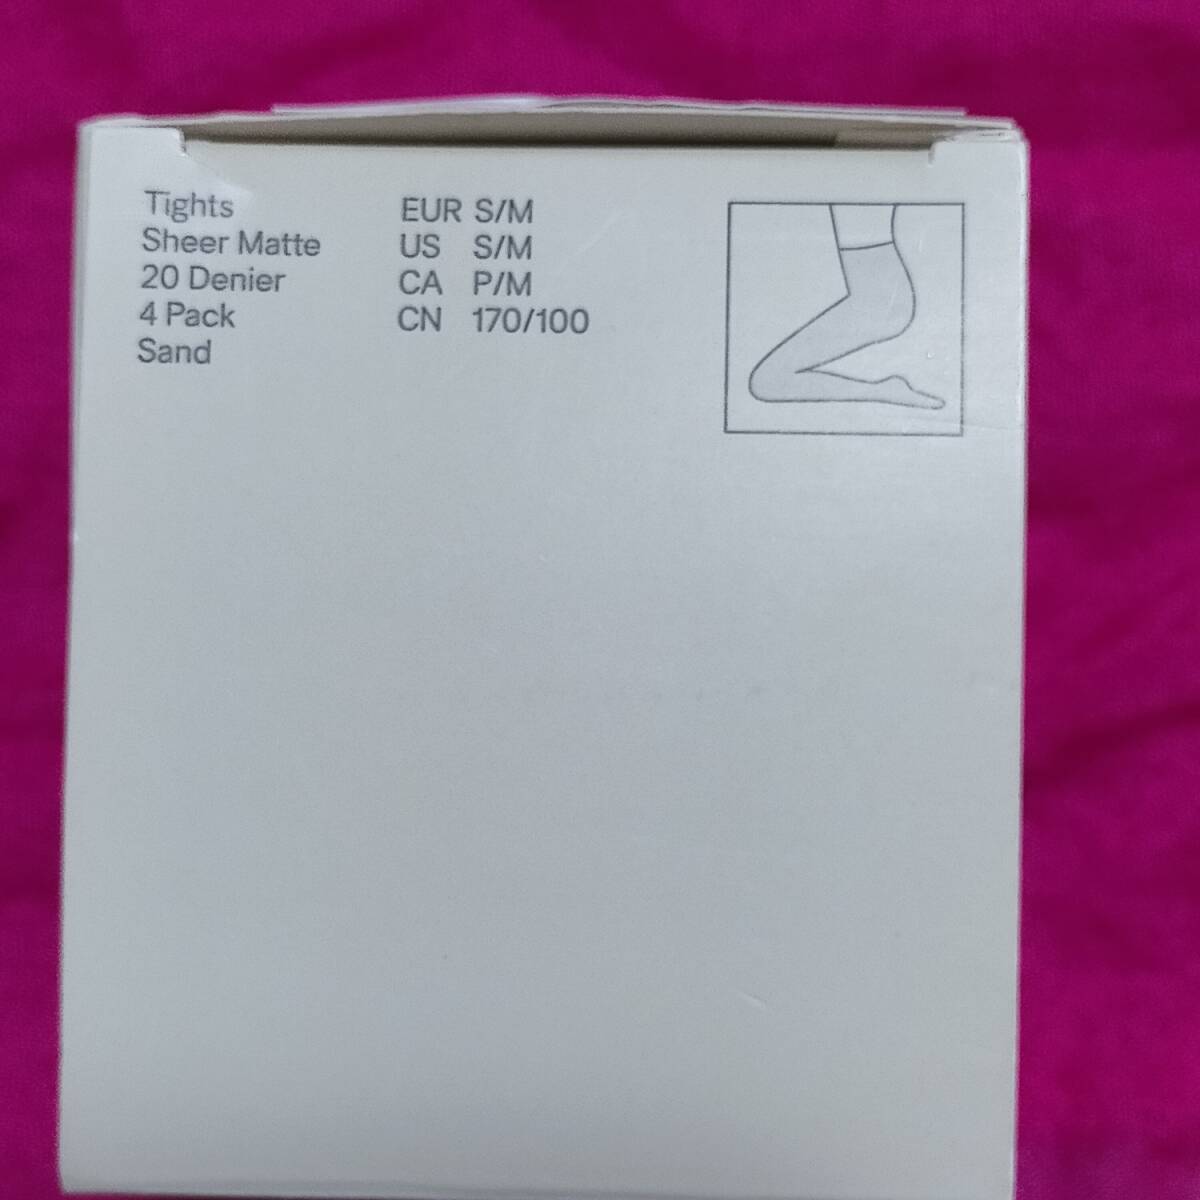 Tights
Sheer Matte
20 Denier
4 Pack
Sand
EUR S/M
US S/M
CA P/M
CN 170/100